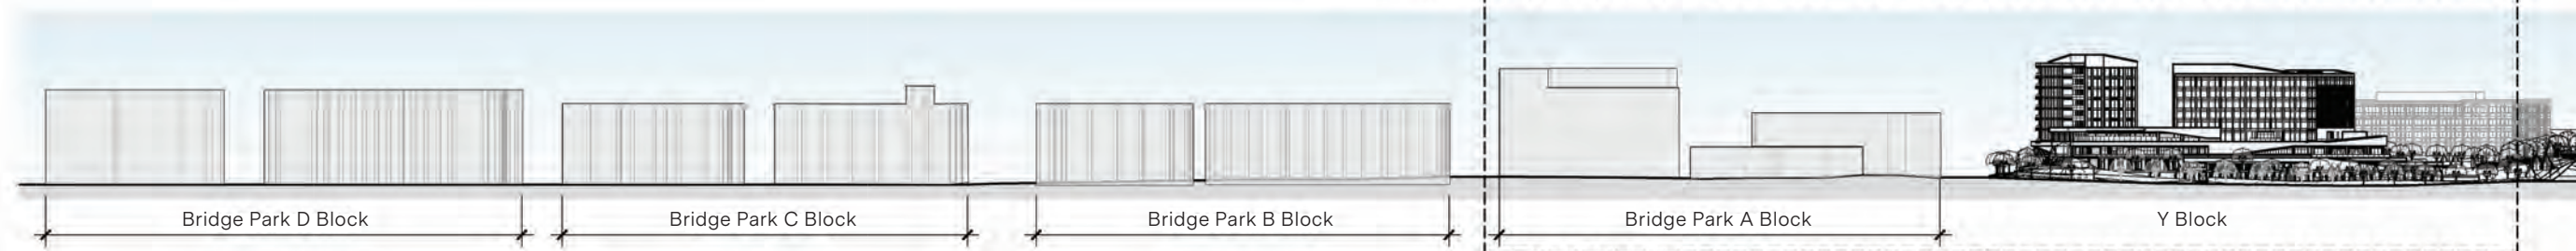 Bridge Park D Block
Bridge Park C Block
Bridge Park B Block
Bridge Park A Block
Y Block